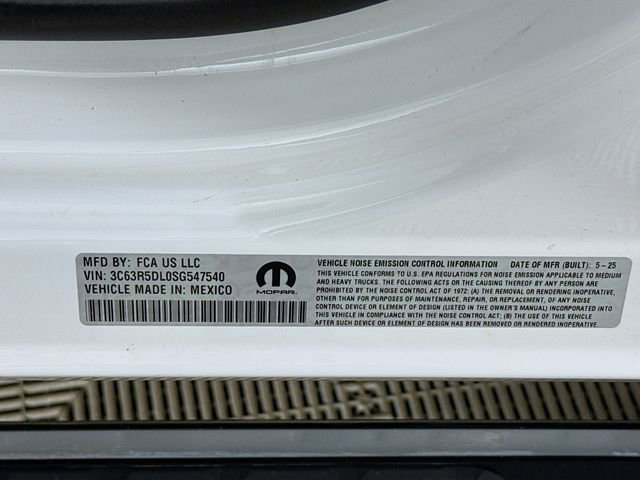 MFD BY: FCA US LLC
VIN: 3C63R5DL0SG547540
VEHICLE MADE IN: MEXICO
MOPAR
VEHICLE NOISE EMISSION CONTROL INFORMATION DATE OF MFR (BUILT): 5-25
THIS VEHICLE CONFORMS TO U.S. EPA REGULATIONS FOR NOISE EMISSION APPLICABLE TO MEDIUM
AND HEAVY TRUCKS. THE FOLLOWING ACTS OR THE CAUSING THEREOF BY ANY PERSON ARE
PROHIBITED BY THE NOISE CONTROL ACT OF 1972: (A) THE REMOVAL OR RENDERING INOPERATIVE,
OTHER THAN FOR PURPOSES OF MAINTENANCE, REPAIR, OR REPLACEMENT, OF ANY NOISE
CONTROL DEVICE OR ELEMENT OF DESIGN (LISTED IN THE OWNER'S MANUAL) INCORPORATED INTO
THIS VEHICLE IN COMPLIANCE WITH THE NOISE CONTROL ACT; (B) THE USE OF THIS VEHICLE
AFTER SUCH DEVICE OR ELEMENT OF DESIGN HAS BEEN REMOVED OR RENDERED INOPERATIVE.